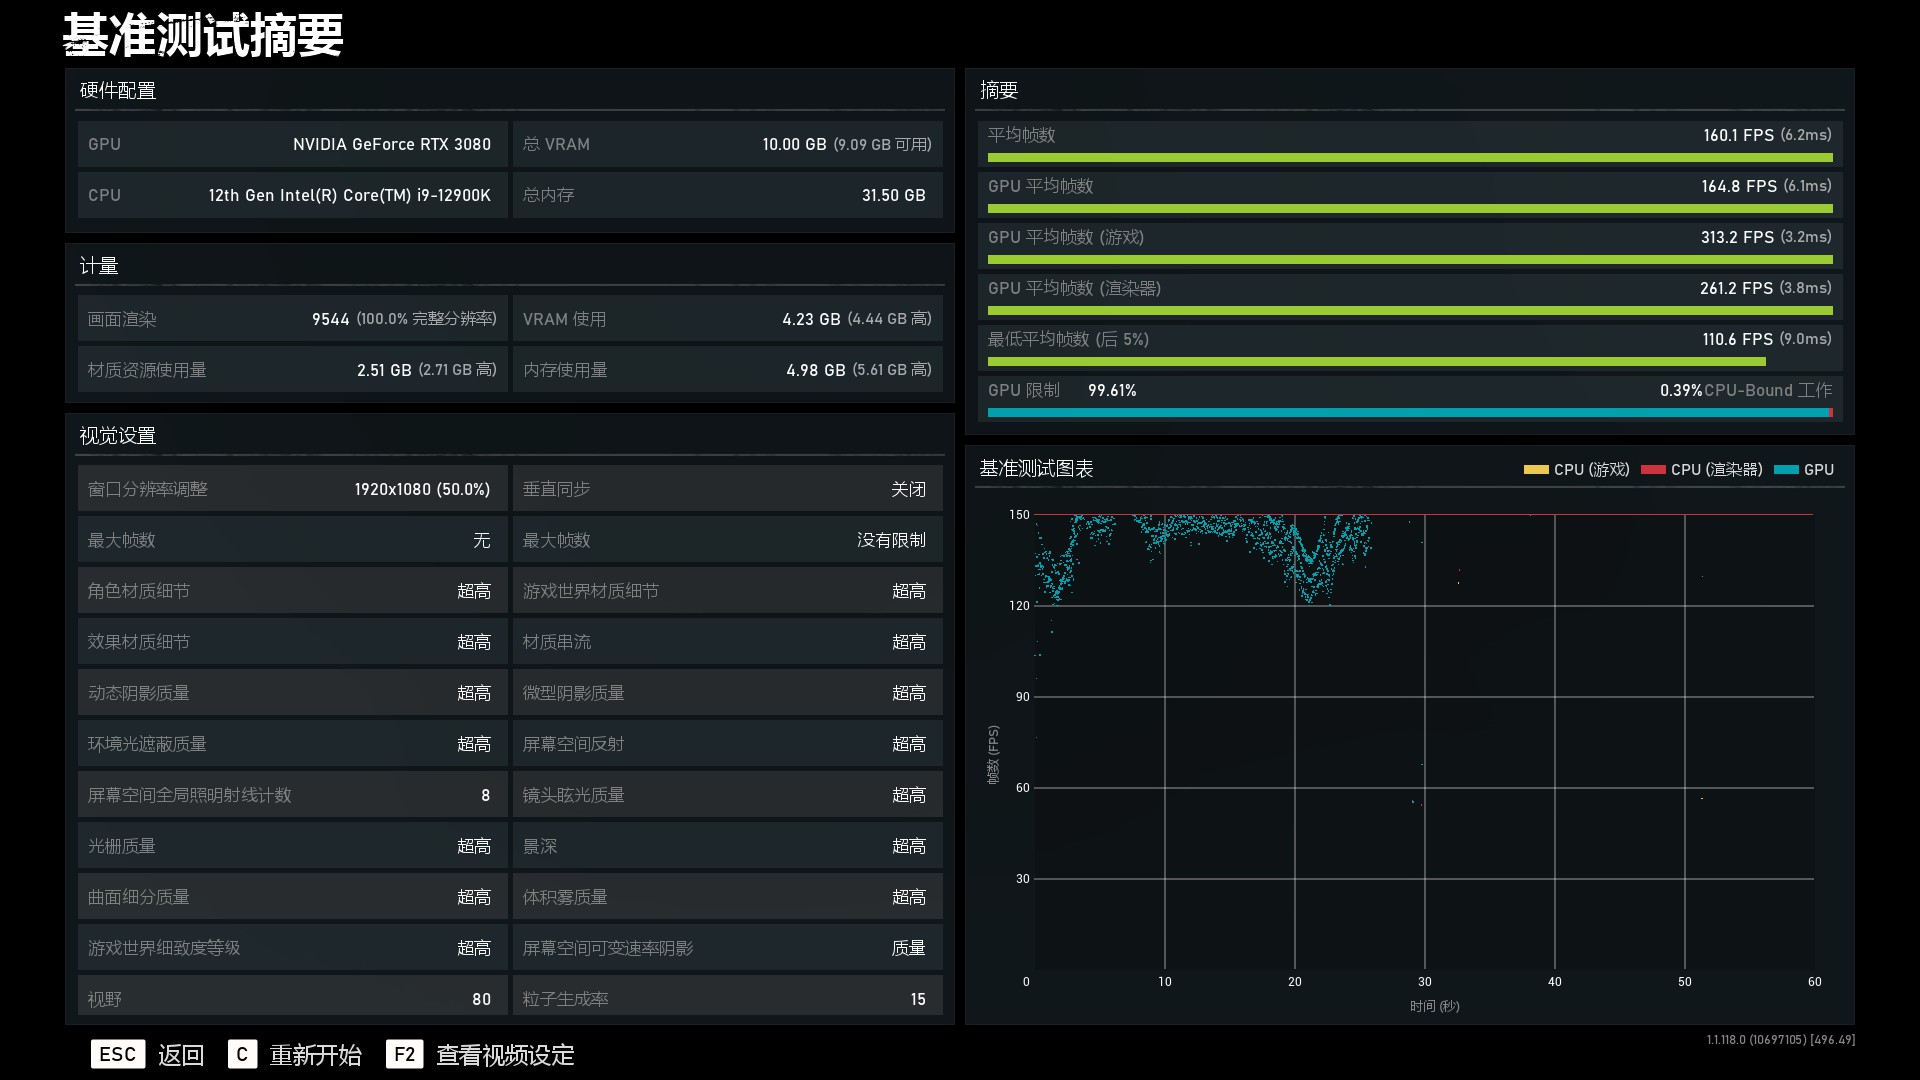 基准测试摘要
硬件配置
GPU NVIDIA GeForce RTX 3080 总 VRAM 10.00 GB (9.09 GB 可用)
CPU 12th Gen Intel(R) Core(TM) i9-12900K 总内存 31.50 GB
计量
画面渲染 9544 (100.0% 完整分辨率) VRAM 使用 4.23 GB (4.44 GB 高)
材质资源使用量 2.51 GB (2.71 GB 高) 内存使用量 4.98 GB (5.61 GB 高)
视觉设置
窗口分辨率调整 1920x1080 (50.0%) 垂直同步 关闭
最大帧数 无 最大帧数 没有限制
角色材质细节 超高 游戏世界材质细节 超高
效果材质细节 超高 材质串流 超高
动态阴影质量 超高 微型阴影质量 超高
环境光遮蔽质量 超高 屏幕空间反射 超高
屏幕空间全局照明射线计数 8 镜头眩光质量 超高
光栅质量 超高 景深 超高
曲面细分质量 超高 体积雾质量 超高
游戏世界细致度等级 超高 屏幕空间可变速率阴影 质量
视野 80 粒子生成率 15
摘要
平均帧数 160.1 FPS (6.2ms)
GPU 平均帧数 164.8 FPS (6.1ms)
GPU 平均帧数 (游戏) 313.2 FPS (3.2ms)
GPU 平均帧数 (渲染器) 261.2 FPS (3.8ms)
最低平均帧数 (后 5%) 110.6 FPS (9.0ms)
GPU 限制 99.61% 0.39%CPU-Bound 工作
基准测试图表 CPU (游戏) CPU (渲染器) GPU
150
120
90
60
30
帧数 (FPS)
0 10 20 30 40 50 60
时间 (秒)
ESC 返回 C 重新开始 F2 查看视频设定
1.1.118.0 (10697105) [496.49]